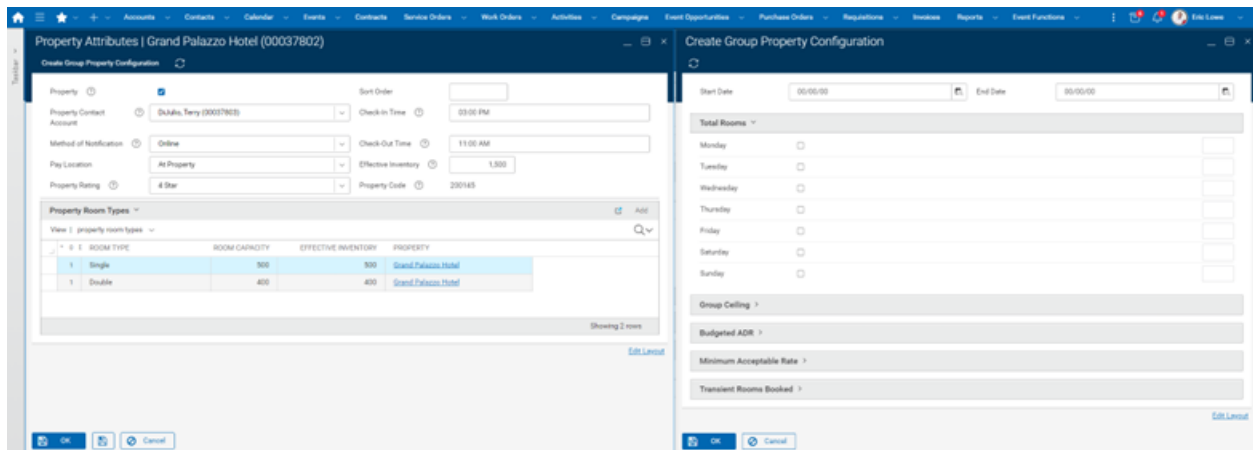 Accounts Contacts Calendar Events Contracts Service Orders Work Orders Activities Campaigns Event Opportunities Purchase Orders Requisitions Invoices Reports Event Functions Eric Lowe
Taskbar
Property Attributes | Grand Palazzo Hotel (00037802)
Create Group Property Configuration
Property
Sort Order
Property Contact Account
DiJulio, Terry (00037803)
Check-In Time
03:00 PM
Method of Notification
Online
Check-Out Time
11:00 AM
Pay Location
At Property
Effective Inventory
1,500
Property Rating
4 Star
Property Code
200145
Property Room Types
Add
View | property room types
ROOM TYPE ROOM CAPACITY EFFECTIVE INVENTORY PROPERTY
1 Single 500 500 Grand Palazzo Hotel
1 Double 400 400 Grand Palazzo Hotel
Showing 2 rows
Edit Layout
OK Cancel
Create Group Property Configuration
Start Date 00/00/00 End Date 00/00/00
Total Rooms
Monday
Tuesday
Wednesday
Thursday
Friday
Saturday
Sunday
Group Ceiling
Budgeted ADR
Minimum Acceptable Rate
Transient Rooms Booked
Edit Layout
OK Cancel